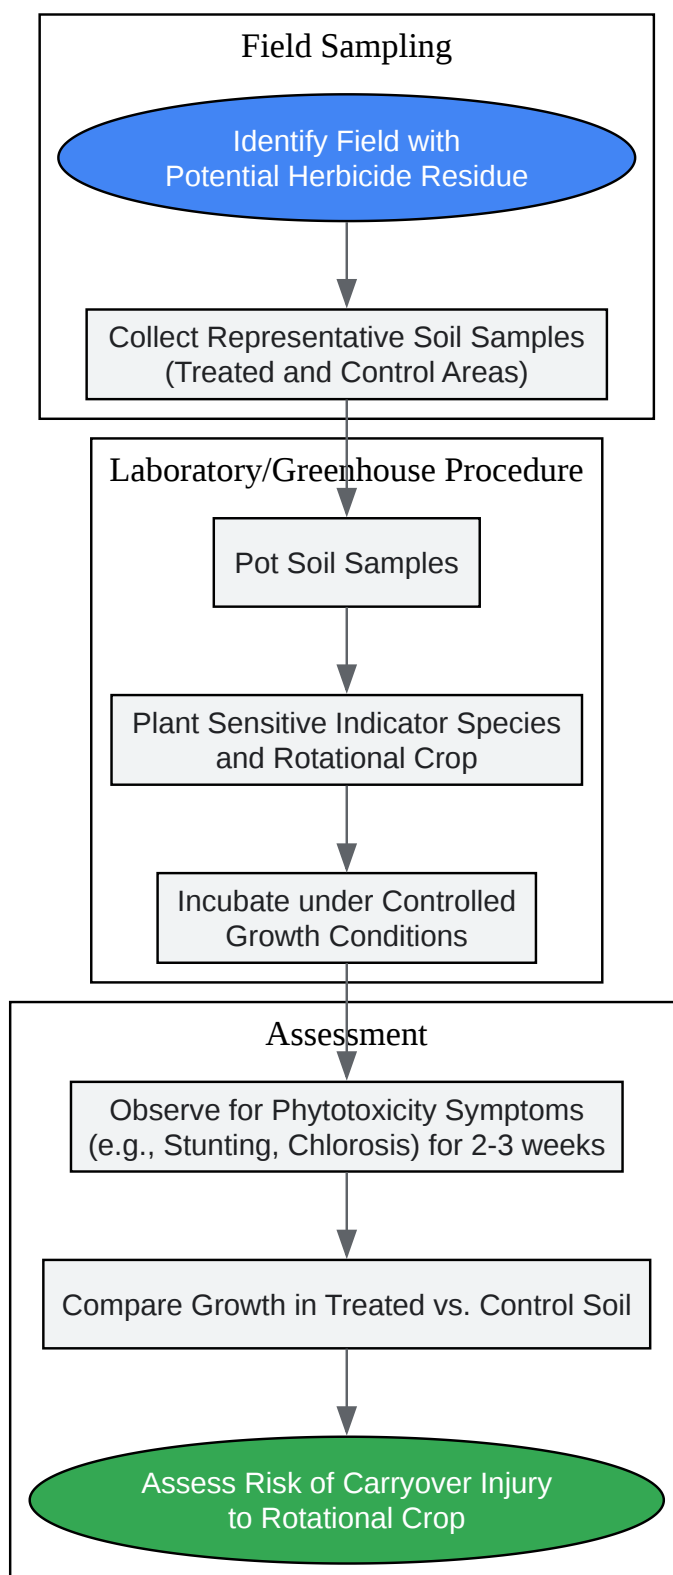 Field Sampling
Identify Field with
Potential Herbicide Residue
Collect Representative Soil Samples
(Treated and Control Areas)
Laboratory/Greenhouse Procedure
Pot Soil Samples
Plant Sensitive Indicator Species
and Rotational Crop
Incubate under Controlled
Growth Conditions
Assessment
Observe for Phytotoxicity Symptoms
(e.g., Stunting, Chlorosis) for 2-3 weeks
Compare Growth in Treated vs. Control Soil
Assess Risk of Carryover Injury
to Rotational Crop